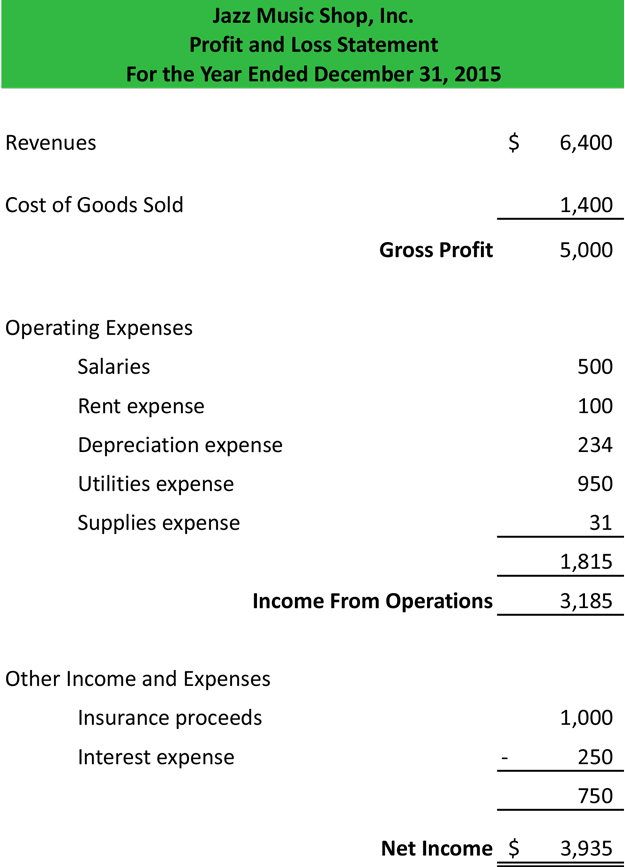 Jazz Music Shop, Inc.
Profit and Loss Statement
For the Year Ended December 31, 2015
Revenues $ 6,400
Cost of Goods Sold 1,400
Gross Profit 5,000
Operating Expenses
Salaries 500
Rent expense 100
Depreciation expense 234
Utilities expense 950
Supplies expense 31
1,815
Income From Operations 3,185
Other Income and Expenses
Insurance proceeds 1,000
Interest expense - 250
750
Net Income $ 3,935